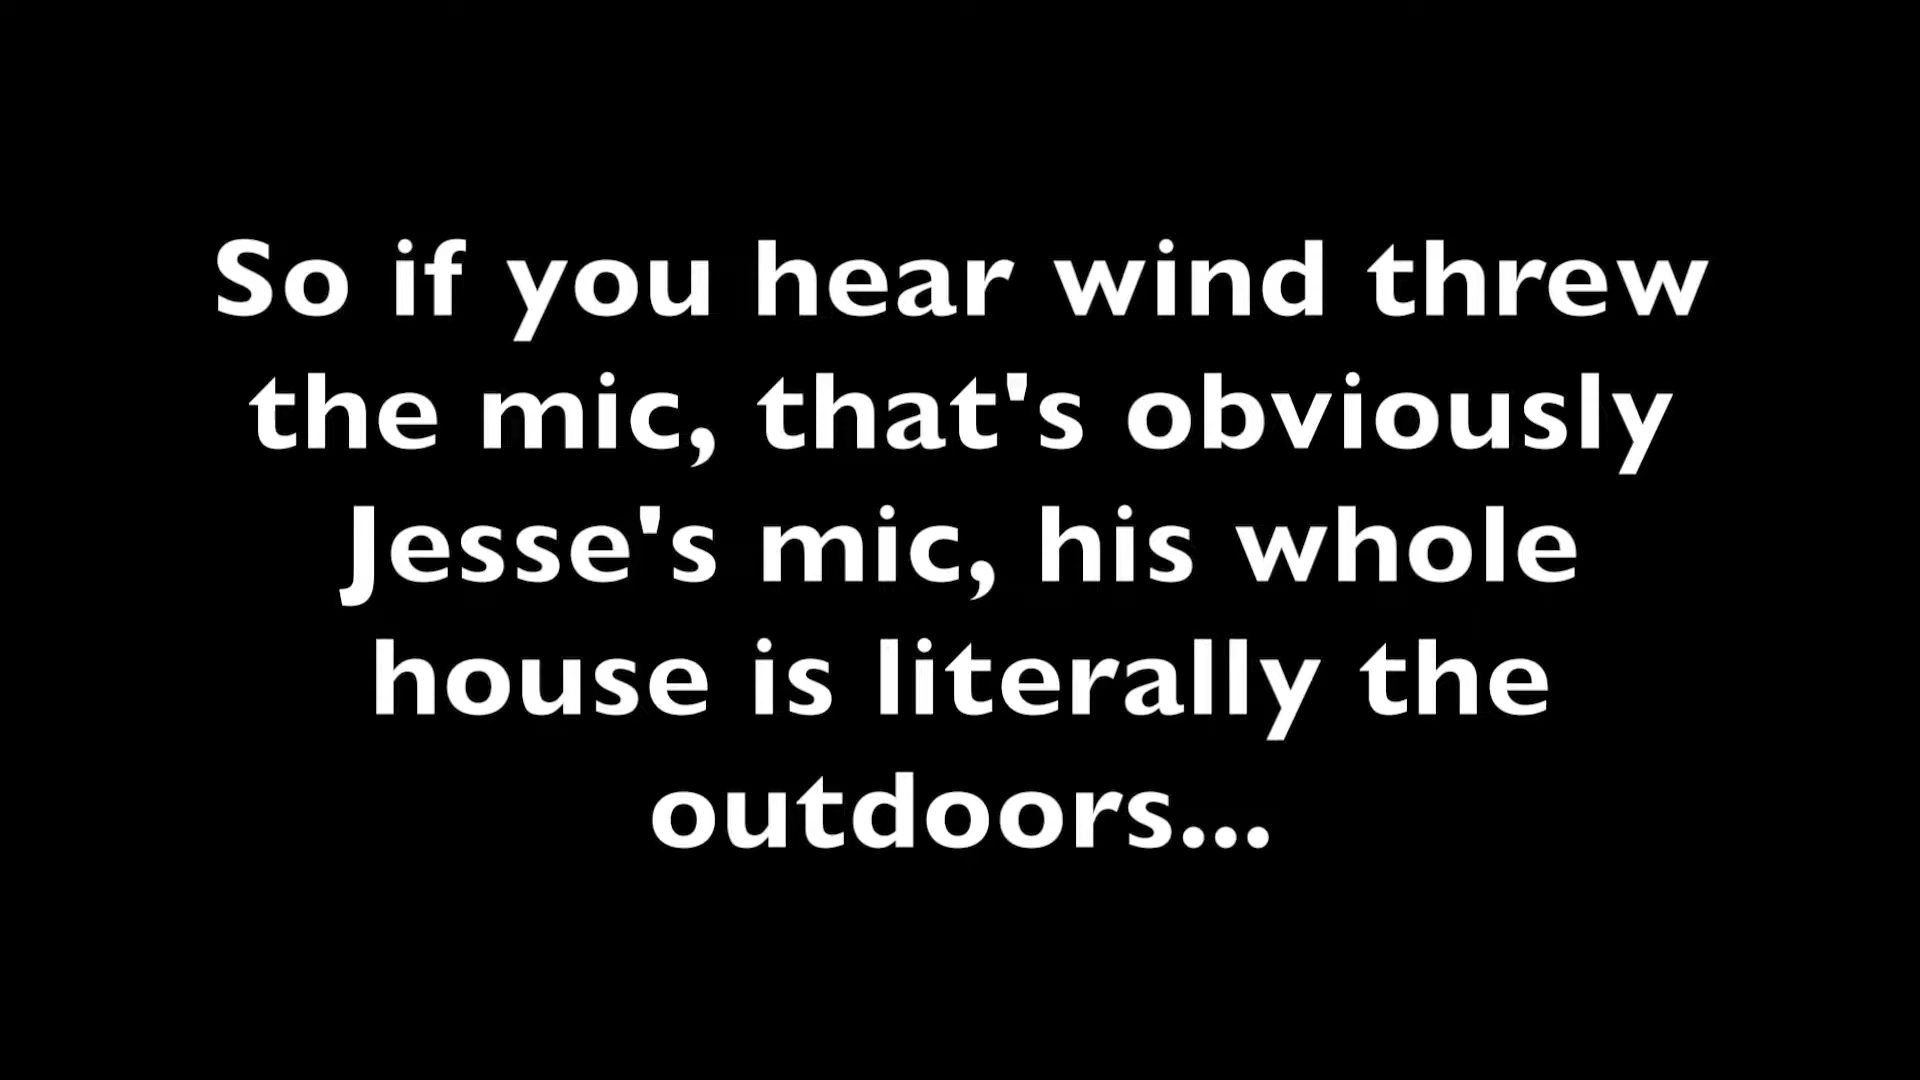 So if you hear wind threw
the mic, that's obviously
Jesse's mic, his whole
house is literally the
outdoors...